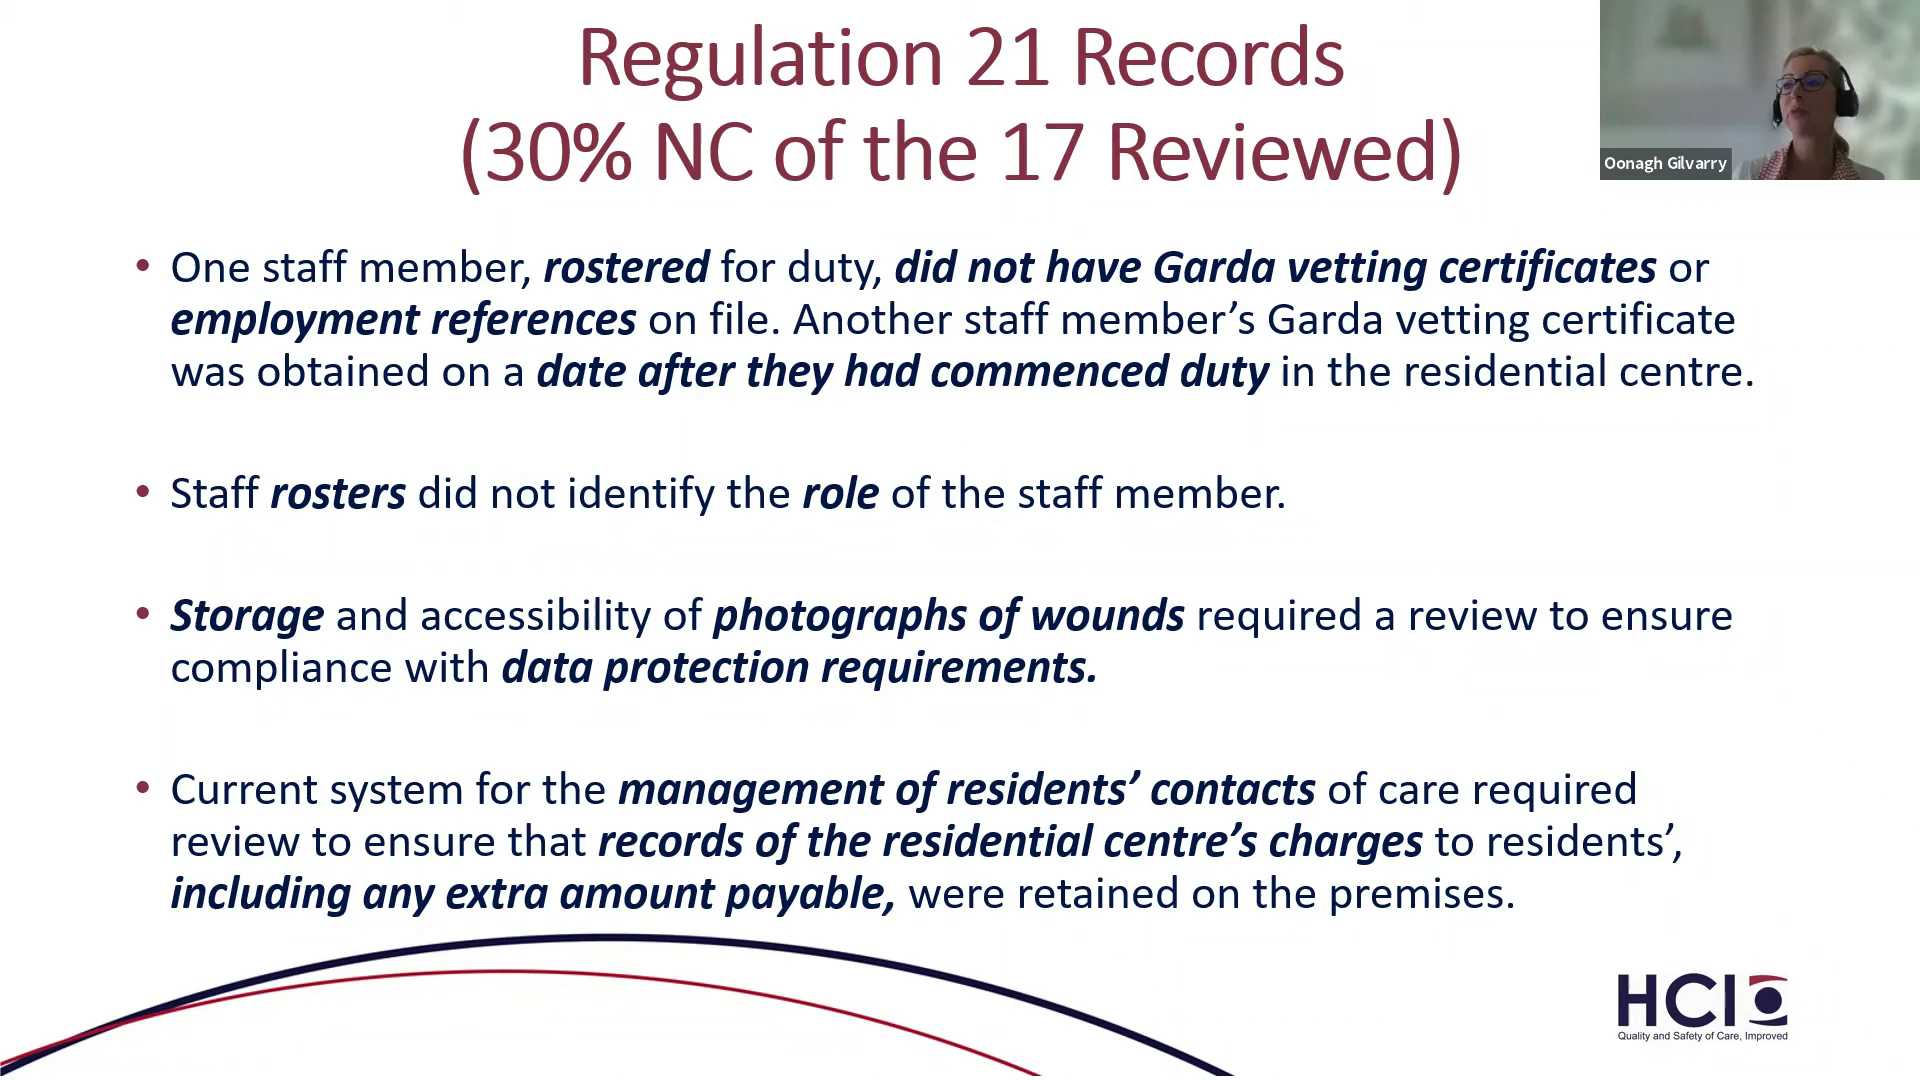 Regulation 21 Records
(30% NC of the 17 Reviewed)
Oonagh Gilvarry
• One staff member, rostered for duty, did not have Garda vetting certificates or
employment references on file. Another staff member’s Garda vetting certificate
was obtained on a date after they had commenced duty in the residential centre.
• Staff rosters did not identify the role of the staff member.
• Storage and accessibility of photographs of wounds required a review to ensure
compliance with data protection requirements.
• Current system for the management of residents’ contacts of care required
review to ensure that records of the residential centre’s charges to residents’,
including any extra amount payable, were retained on the premises.
HCI
Quality and Safety of Care, Improved